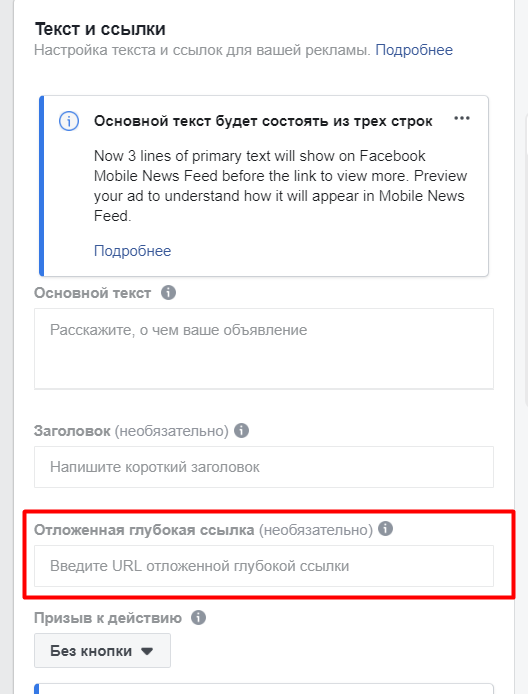 Текст и ссылки
Настройка текста и ссылок для вашей рекламы. Подробнее
Основной текст будет состоять из трех строк
Now 3 lines of primary text will show on Facebook
Mobile News Feed before the link to view more. Preview
your ad to understand how it will appear in Mobile News
Feed.
Подробнее
Основной текст
Расскажите, о чем ваше объявление
Заголовок (необязательно)
Напишите короткий заголовок
Отложенная глубокая ссылка (необязательно)
Введите URL отложенной глубокой ссылки
Призыв к действию
Без кнопки